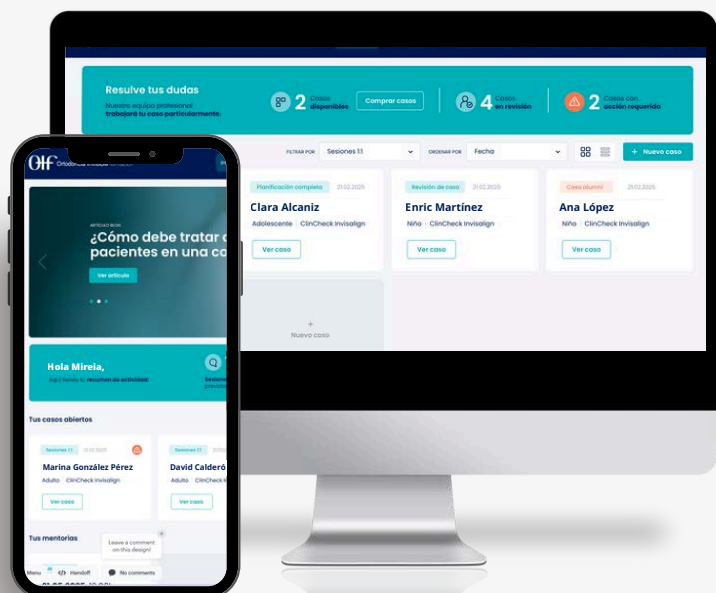 Resulve tus dudas
Nuestro equipo profesional
trabajará tu caso particularmente.
2 Casos disponibles
Comprar casos
4 Casos en revisión
2 Casos con acción requerida
FILTRAR POR Sesiones 1:1
ORDENAR POR Fecha
+ Nuevo caso
Planificación completa 21.02.2025
Clara Alcaniz
Adolescente ClinCheck Invisalign
Ver caso
Revisión de caso 21.02.2025
Enric Martínez
Niño ClinCheck Invisalign
Ver caso
Caso alumni 21.02.2025
Ana López
Niño ClinCheck Invisalign
Ver caso
+
Nuevo caso
OIF
ARTÍCULO BLOG
¿Cómo debe tratar
pacientes en una co
Ver artículo
Hola Mireia,
Aquí tienes tu resumen de actividad:
Tus casos abiertos
Sesiones 1:1 21.02.2025
Marina González Pérez
Adulto ClinCheck Invisalign
Ver caso
Sesiones 1:1
David Calderó
Adulto ClinCheck
Ver caso
Tus mentorías
Leave a comment
on this design!
Menu
</> Handoff
No comments